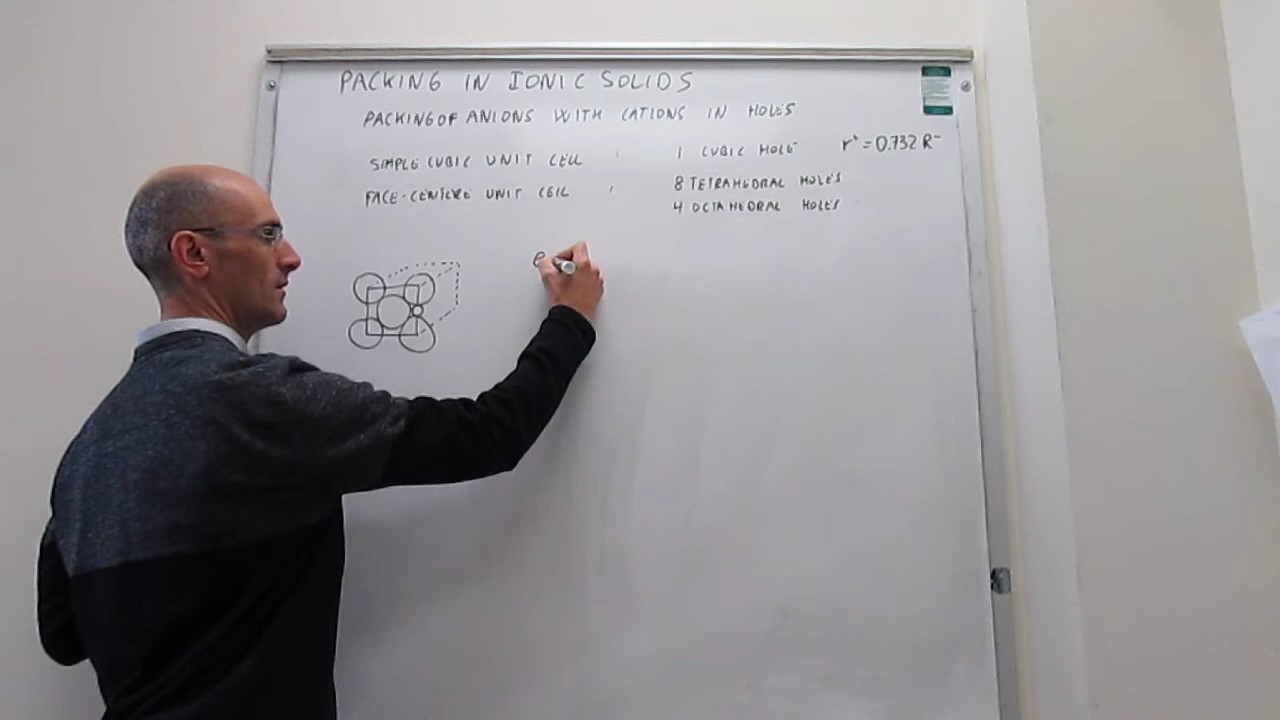 PACKING IN IONIC SOLIDS
PACKING OF ANIONS WITH CATIONS IN HOLES
SIMPLE CUBIC UNIT CELL 1 CUBIC HOLE r⁺ = 0.732 R⁻
FACE-CENTERE UNIT CELL 8 TETRAHEDRAL HOLES
4 OCTAHEDRAL HOLES